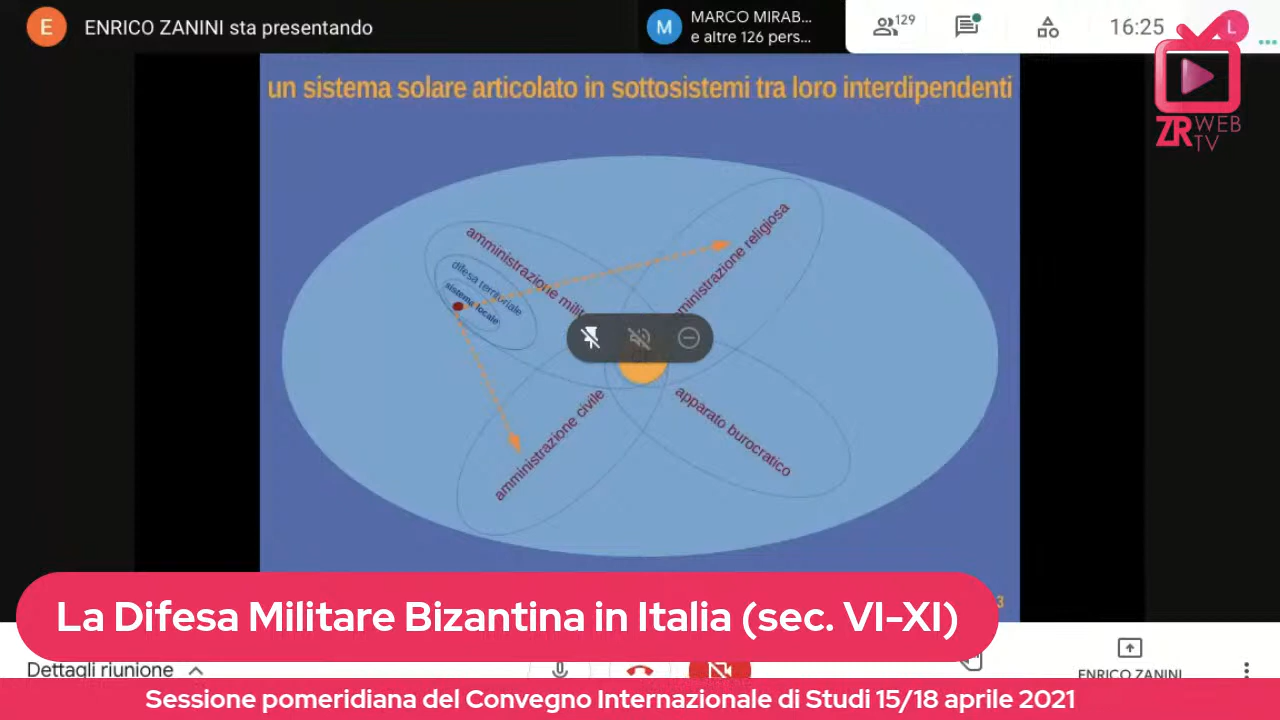 E
ENRICO ZANINI sta presentando
M
MARCO MIRAB...
e altre 126 pers...
129
16:25
L
ZR WEB TV
un sistema solare articolato in sottosistemi tra loro interdipendenti
amministrazione milit
difesa territoriale
sistema locale
ministrazione religiosa
amministrazione civile
apparato burocratico
3
La Difesa Militare Bizantina in Italia (sec. VI-XI)
Dettagli riunione
ENRICO ZANINI
Sessione pomeridiana del Convegno Internazionale di Studi 15/18 aprile 2021